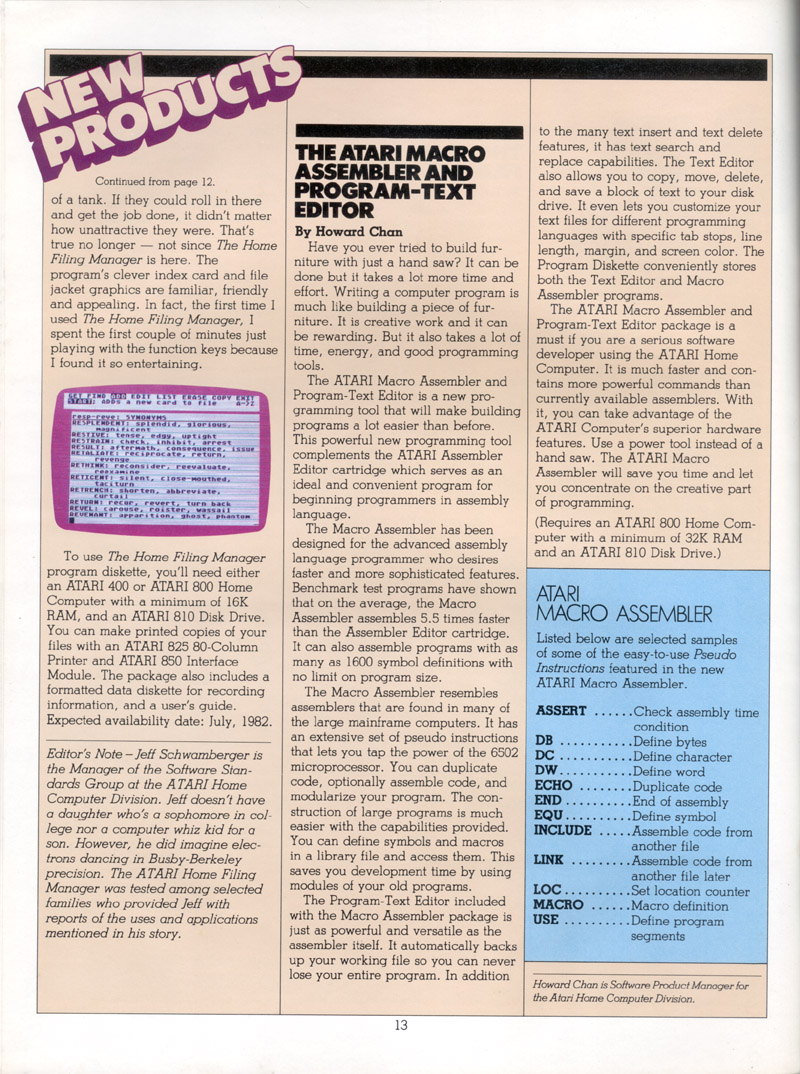 NEW
PRODUCTS
Continued from page 12.
of a tank. If they could roll in there
and get the job done, it didn't matter
how unattractive they were. That's
true no longer — not since The Home
Filing Manager is here. The
program's clever index card and file
jacket graphics are familiar, friendly
and appealing. In fact, the first time I
used The Home Filing Manager, I
spent the first couple of minutes just
playing with the function keys because
I found it so entertaining.
GET FIND ADD EDIT LIST ERASE COPY EXIT
START: ADDS a new card to file A->Z
resp-reve: SYNONYMS
RESPLENDENT: splendid, glorious,
magnificent
RESTIVE: tense, edgy, uptight
RESTRAIN: check, inhibit, arrest
RESULT: aftermath, consequence, issue
RETALIATE: reciprocate, return,
revenge
RETHINK: reconsider, reevaluate,
reexamine
RETICENT: silent, close-mouthed,
taciturn
RETRENCH: shorten, abbreviate,
curtail
RETURN: recur, revert, turn back
REVEL: carouse, roister, wassail
REVENANT: apparition, ghost, phantom
To use The Home Filing Manager
program diskette, you'll need either
an ATARI 400 or ATARI 800 Home
Computer with a minimum of 16K
RAM, and an ATARI 810 Disk Drive.
You can make printed copies of your
files with an ATARI 825 80-Column
Printer and ATARI 850 Interface
Module. The package also includes a
formatted data diskette for recording
information, and a user's guide.
Expected availability date: July, 1982.
Editor's Note – Jeff Schwamberger is
the Manager of the Software Stan-
dards Group at the ATARI Home
Computer Division. Jeff doesn't have
a daughter who's a sophomore in col-
lege nor a computer whiz kid for a
son. However, he did imagine elec-
trons dancing in Busby-Berkeley
precision. The ATARI Home Filing
Manager was tested among selected
families who provided Jeff with
reports of the uses and applications
mentioned in his story.
THE ATARI MACRO
ASSEMBLER AND
PROGRAM-TEXT
EDITOR
By Howard Chan
Have you ever tried to build fur-
niture with just a hand saw? It can be
done but it takes a lot more time and
effort. Writing a computer program is
much like building a piece of fur-
niture. It is creative work and it can
be rewarding. But it also takes a lot of
time, energy, and good programming
tools.
The ATARI Macro Assembler and
Program-Text Editor is a new pro-
gramming tool that will make building
programs a lot easier than before.
This powerful new programming tool
complements the ATARI Assembler
Editor cartridge which serves as an
ideal and convenient program for
beginning programmers in assembly
language.
The Macro Assembler has been
designed for the advanced assembly
language programmer who desires
faster and more sophisticated features.
Benchmark test programs have shown
that on the average, the Macro
Assembler assembles 5.5 times faster
than the Assembler Editor cartridge.
It can also assemble programs with as
many as 1600 symbol definitions with
no limit on program size.
The Macro Assembler resembles
assemblers that are found in many of
the large mainframe computers. It has
an extensive set of pseudo instructions
that lets you tap the power of the 6502
microprocessor. You can duplicate
code, optionally assemble code, and
modularize your program. The con-
struction of large programs is much
easier with the capabilities provided.
You can define symbols and macros
in a library file and access them. This
saves you development time by using
modules of your old programs.
The Program-Text Editor included
with the Macro Assembler package is
just as powerful and versatile as the
assembler itself. It automatically backs
up your working file so you can never
lose your entire program. In addition
to the many text insert and text delete
features, it has text search and
replace capabilities. The Text Editor
also allows you to copy, move, delete,
and save a block of text to your disk
drive. It even lets you customize your
text files for different programming
languages with specific tab stops, line
length, margin, and screen color. The
Program Diskette conveniently stores
both the Text Editor and Macro
Assembler programs.
The ATARI Macro Assembler and
Program-Text Editor package is a
must if you are a serious software
developer using the ATARI Home
Computer. It is much faster and con-
tains more powerful commands than
currently available assemblers. With
it, you can take advantage of the
ATARI Computer's superior hardware
features. Use a power tool instead of a
hand saw. The ATARI Macro
Assembler will save you time and let
you concentrate on the creative part
of programming.
(Requires an ATARI 800 Home Com-
puter with a minimum of 32K RAM
and an ATARI 810 Disk Drive.)
ATARI
MACRO ASSEMBLER
Listed below are selected samples
of some of the easy-to-use Pseudo
Instructions featured in the new
ATARI Macro Assembler.
ASSERT ......Check assembly time
condition
DB ...........Define bytes
DC ...........Define character
DW...........Define word
ECHO ........Duplicate code
END ..........End of assembly
EQU ..........Define symbol
INCLUDE .....Assemble code from
another file
LINK .........Assemble code from
another file later
LOC..........Set location counter
MACRO ......Macro definition
USE ..........Define program
segments
Howard Chan is Software Product Manager for
the Atari Home Computer Division.
13